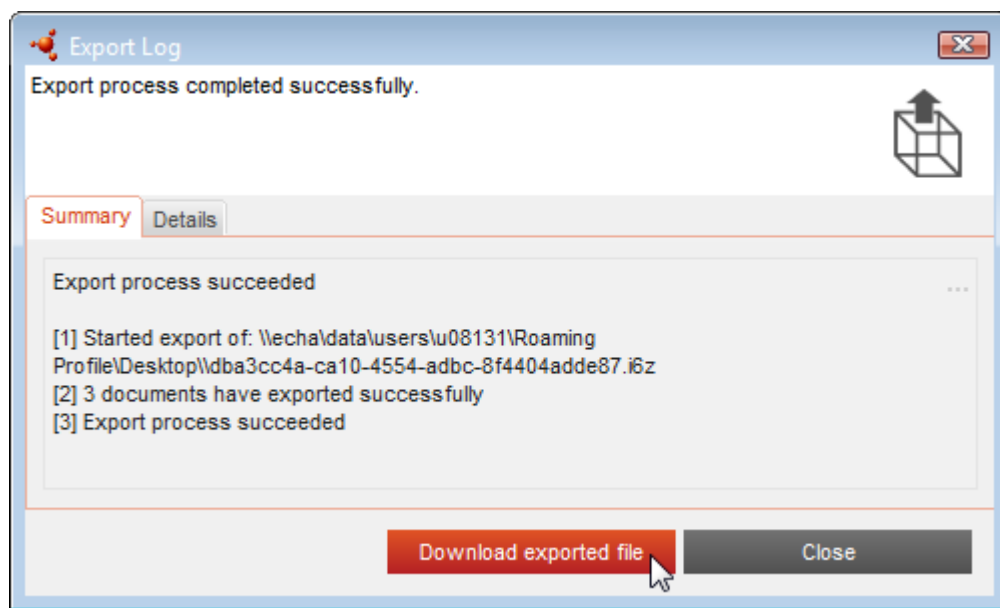 Export Log
Export process completed successfully.
Summary
Details
Export process succeeded
...
[1] Started export of: \\echa\data\users\u08131\Roaming
Profile\Desktop\\dba3cc4a-ca10-4554-adbc-8f4404adde87.i6z
[2] 3 documents have exported successfully
[3] Export process succeeded
Download exported file
Close